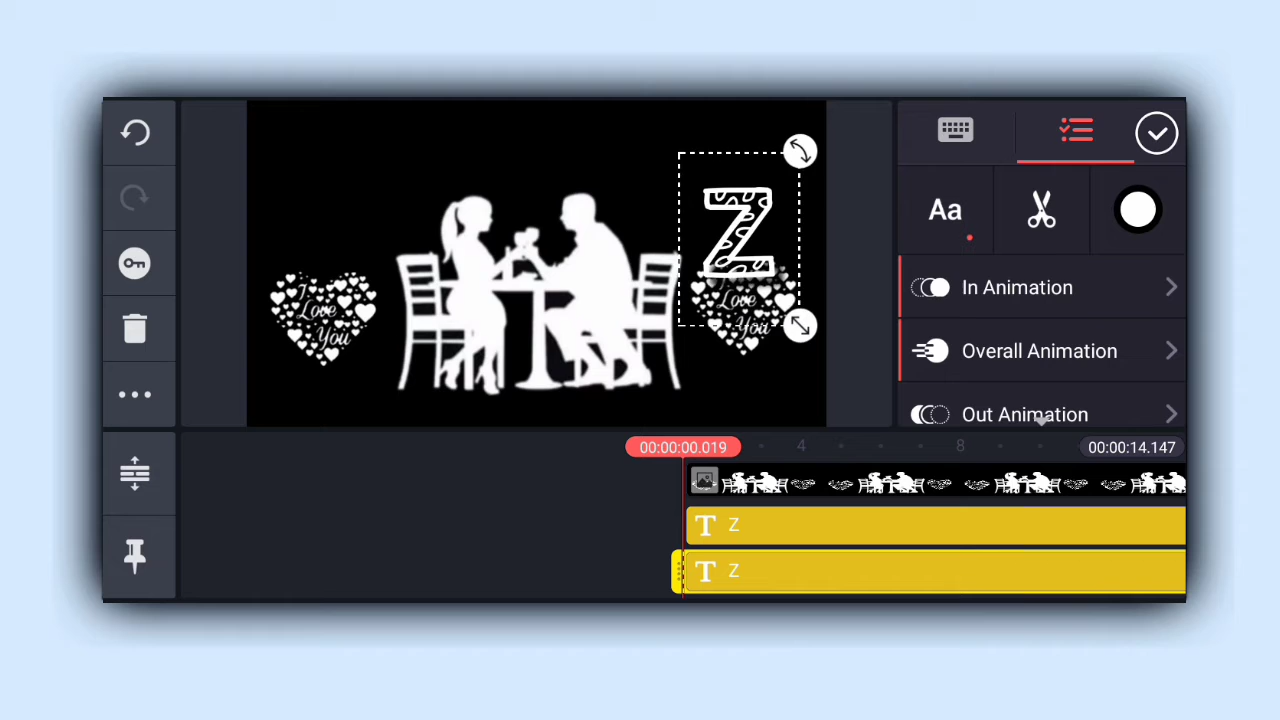 Z
Aa
In Animation
I
Love
You
Love
You
Overall Animation
Out Animation
00:00:00.019
4
8
00:00:14.147
T Z
T Z